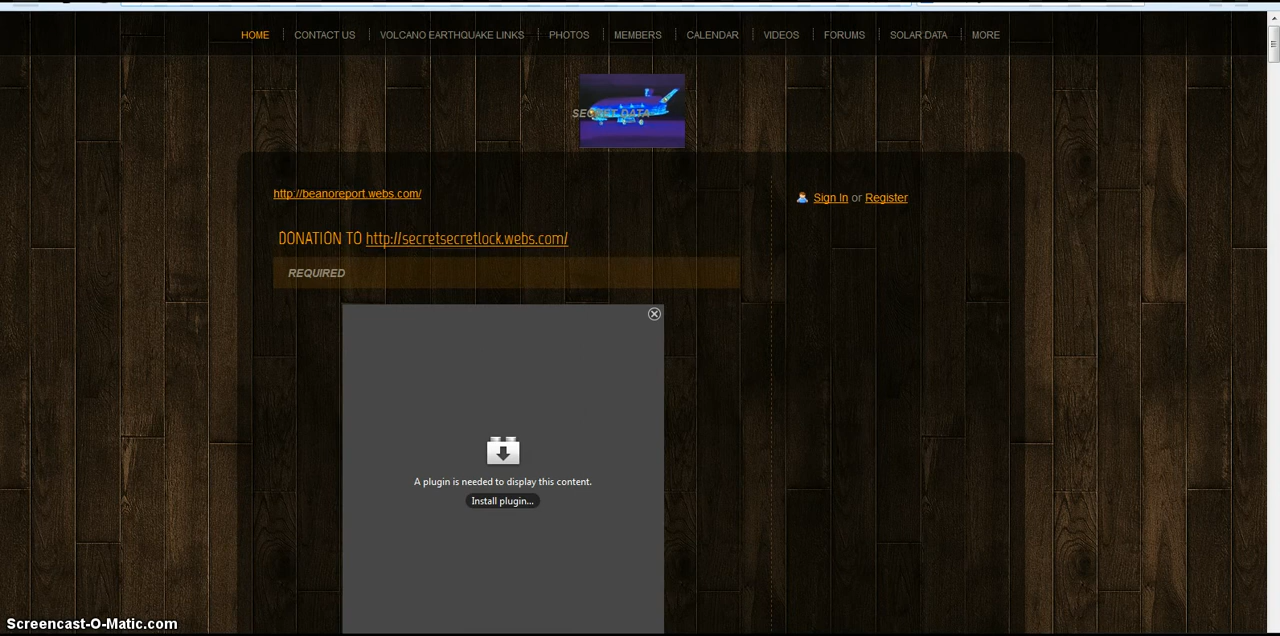 HOME CONTACT US VOLCANO EARTHQUAKE LINKS PHOTOS MEMBERS CALENDAR VIDEOS FORUMS SOLAR DATA MORE
SECRET DATA
http://beanoreport.webs.com/
Sign In or Register
DONATION TO http://secretsecretlock.webs.com/
REQUIRED
A plugin is needed to display this content.
Install plugin...
Screencast-O-Matic.com